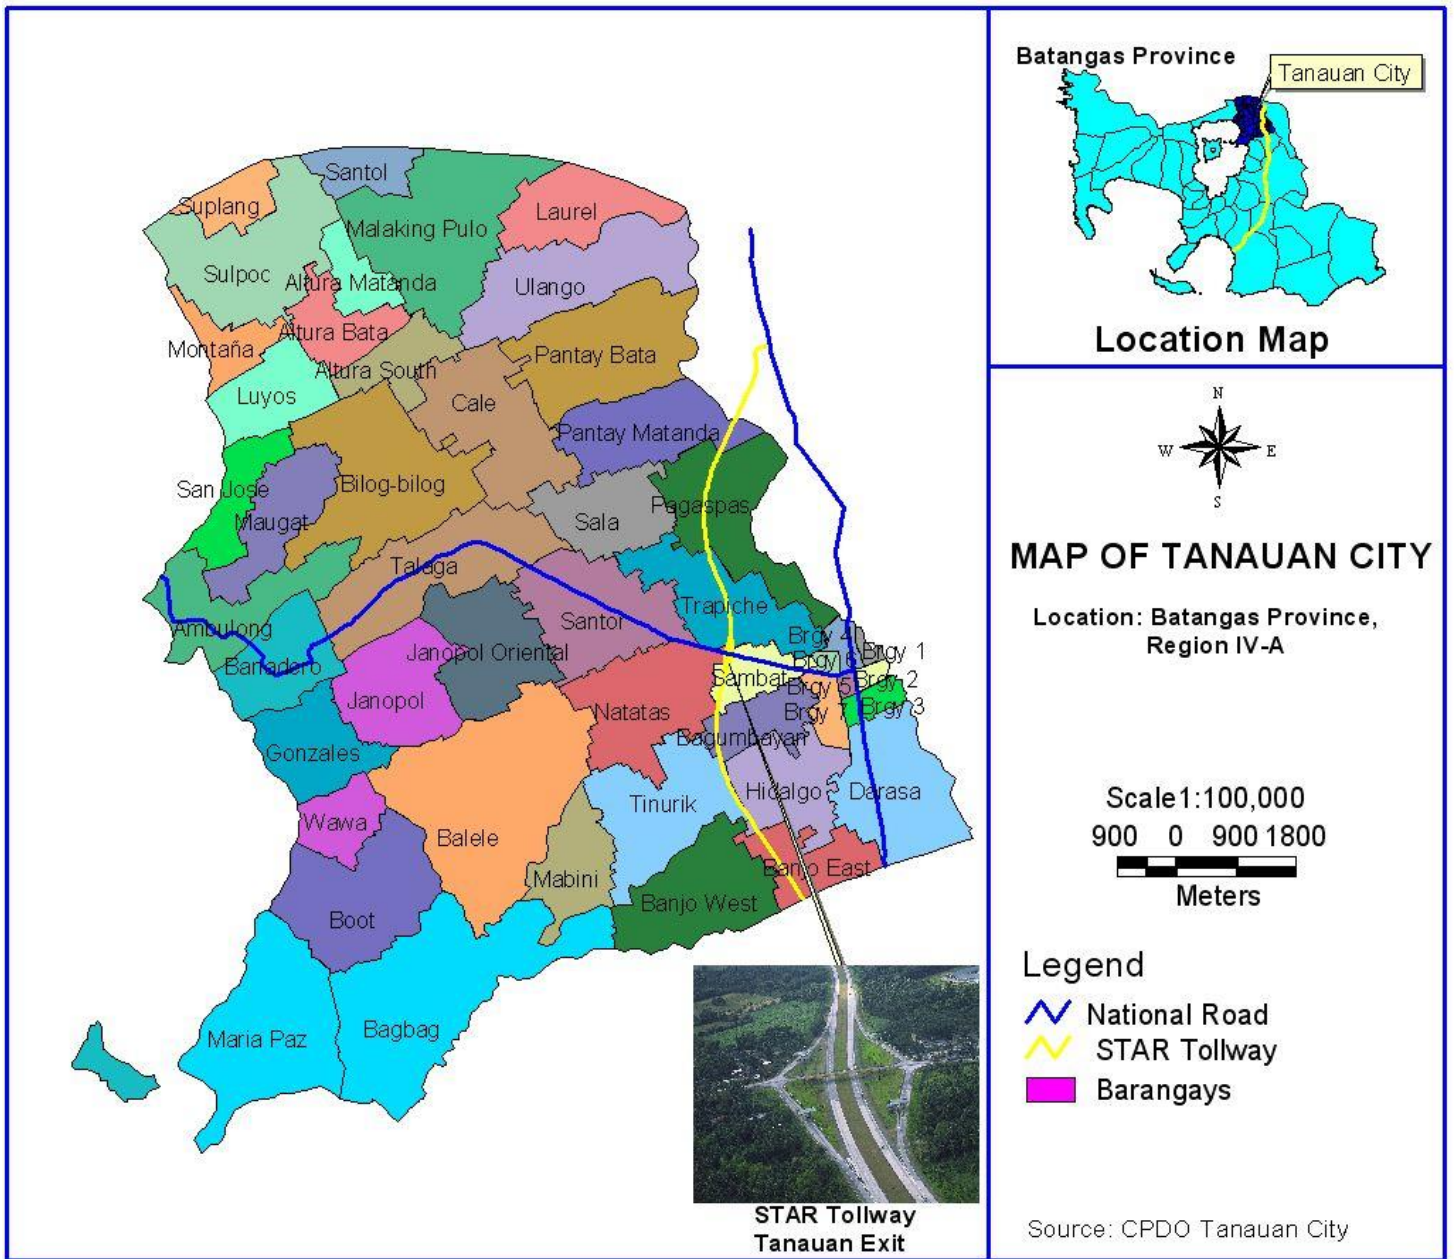 Santol
Suplang
Laurel
Malaking Pulo
Sulpoc
Altura Matanda
Ulango
Altura Bata
Montaña
Pantay Bata
Altura South
Luyos
Cale
Pantay Matanda
San Jose
Bilog-bilog
Maugat
Sala
Pagaspas
Talaga
Trapiche
Santor
Ambulong
Brgy 4
Brgy 1
Janopol Oriental
Brgy 6
Banadero
Sambat
Brgy 2
Brgy 5
Janopol
Brgy 3
Natatas
Brgy 7
Bagumbayan
Gonzales
Hidalgo
Darasa
Tinurik
Wawa
Balele
Banjo East
Mabini
Banjo West
Boot
Bagbag
Maria Paz
STAR Tollway
Tanauan Exit
Batangas Province
Tanauan City
Location Map
N
W
E
S
MAP OF TANAUAN CITY
Location: Batangas Province,
Region IV-A
Scale1:100,000
900 0 900 1800
Meters
Legend
National Road
STAR Tollway
Barangays
Source: CPDO Tanauan City